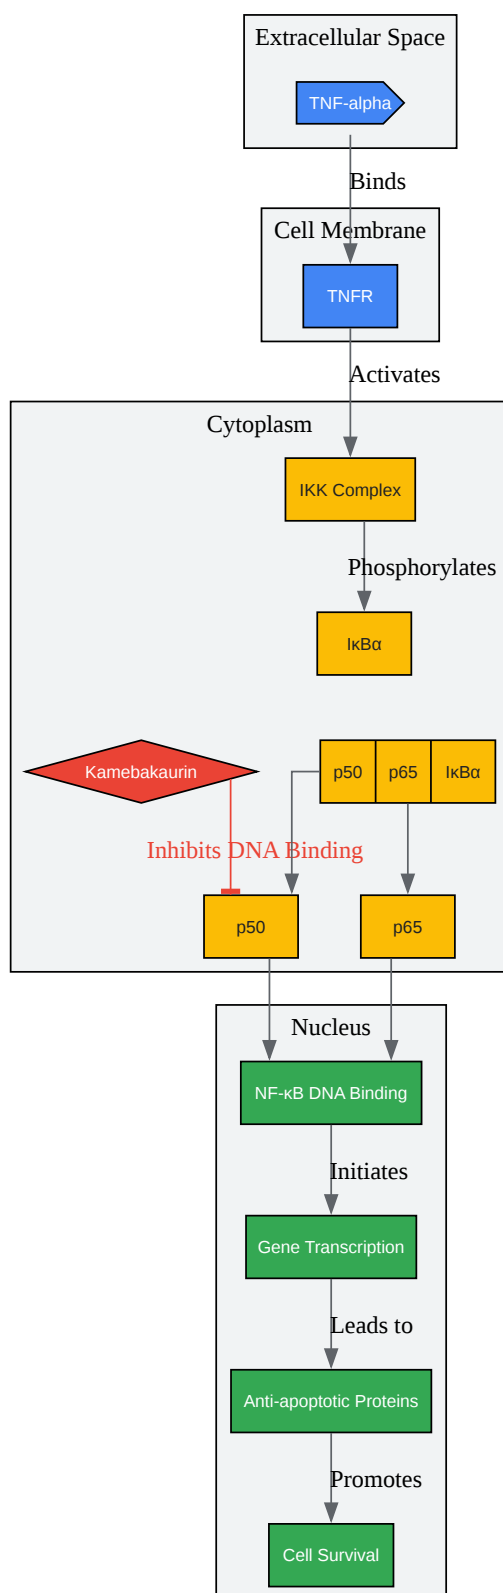 Extracellular Space
TNF-alpha
Binds
Cell Membrane
TNFR
Activates
Cytoplasm
IKK Complex
Phosphorylates
IκBα
Kamebakaurin
p50
p65
IκBα
Inhibits DNA Binding
p50
p65
Nucleus
NF-κB DNA Binding
Initiates
Gene Transcription
Leads to
Anti-apoptotic Proteins
Promotes
Cell Survival